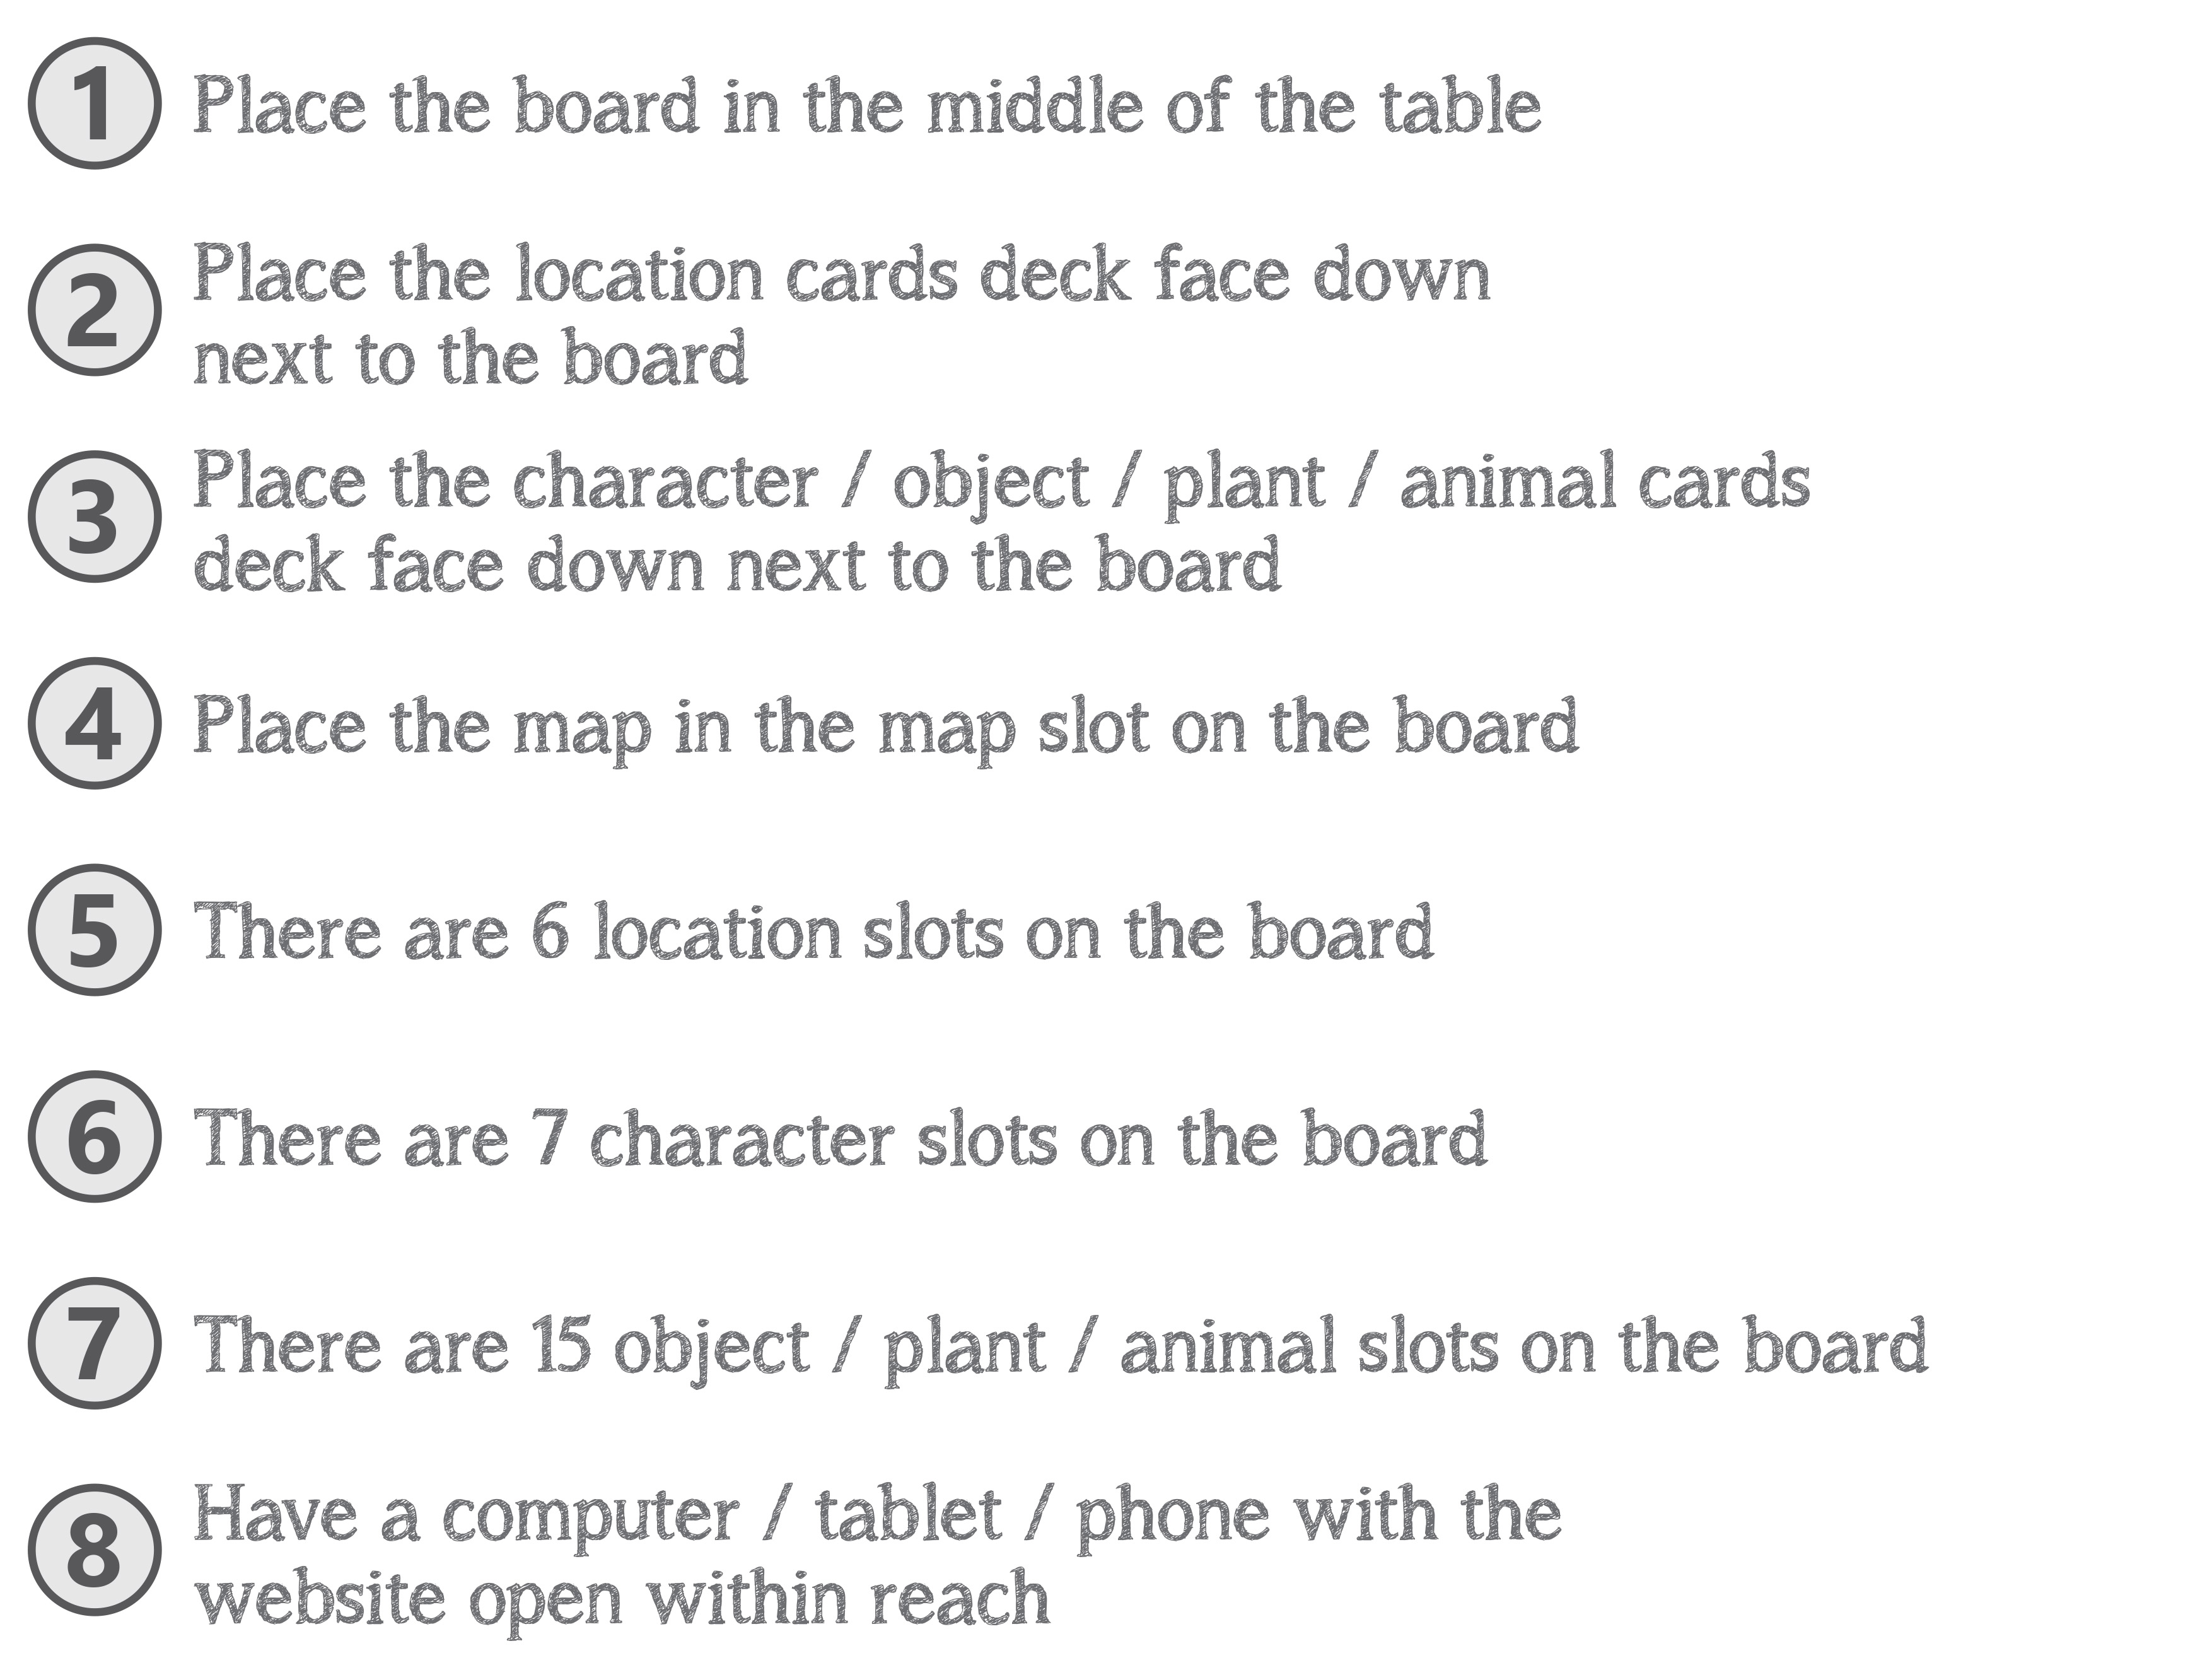 1 Place the board in the middle of the table
2 Place the location cards deck face down
next to the board
3 Place the character / object / plant / animal cards
deck face down next to the board
4 Place the map in the map slot on the board
5 There are 6 location slots on the board
6 There are 7 character slots on the board
7 There are 15 object / plant / animal slots on the board
8 Have a computer / tablet / phone with the
website open within reach